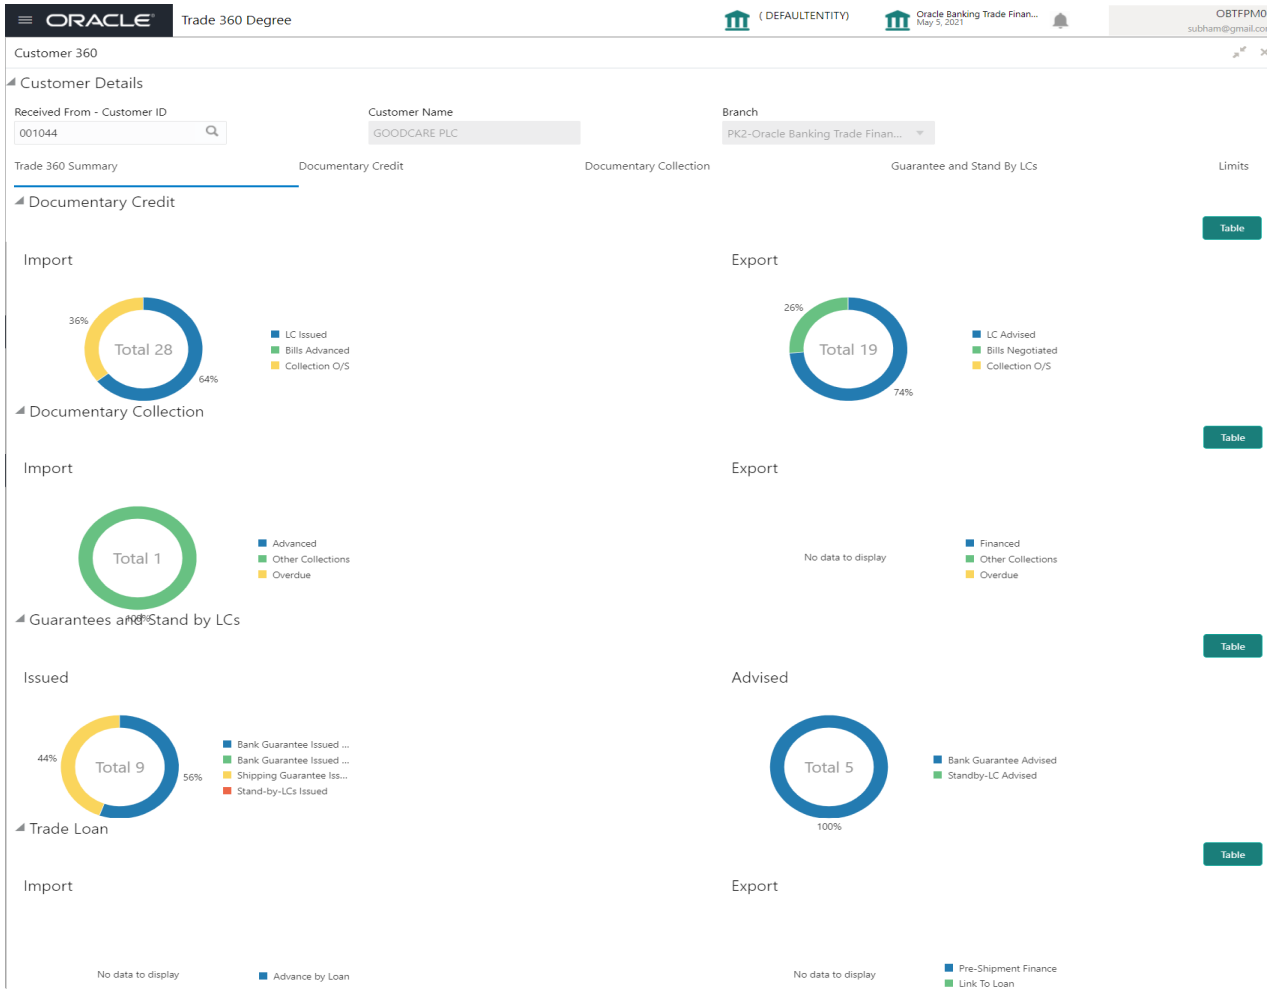 ORACLE
Trade 360 Degree
( DEFAULTENTITY)
Oracle Banking Trade Finan...
May 5, 2021
OBTFPM0
subham@gmail.co
Customer 360
Customer Details
Received From - Customer ID
Customer Name
Branch
001044
GOODCARE PLC
PK2-Oracle Banking Trade Finan...
Trade 360 Summary
Documentary Credit
Documentary Collection
Guarantee and Stand By LCs
Limits
Documentary Credit
Table
Import
36%
Total 28
64%
LC Issued
Bills Advanced
Collection O/S
Export
26%
Total 19
74%
LC Advised
Bills Negotiated
Collection O/S
Documentary Collection
Table
Import
Total 1
100%
Advanced
Other Collections
Overdue
Export
No data to display
Financed
Other Collections
Overdue
Guarantees and Stand by LCs
Table
Issued
44%
Total 9
56%
Bank Guarantee Issued ...
Bank Guarantee Issued ...
Shipping Guarantee Iss...
Stand-by-LCs Issued
Advised
Total 5
100%
Bank Guarantee Advised
Standby-LC Advised
Trade Loan
Table
Import
No data to display
Advance by Loan
Export
No data to display
Pre-Shipment Finance
Link To Loan